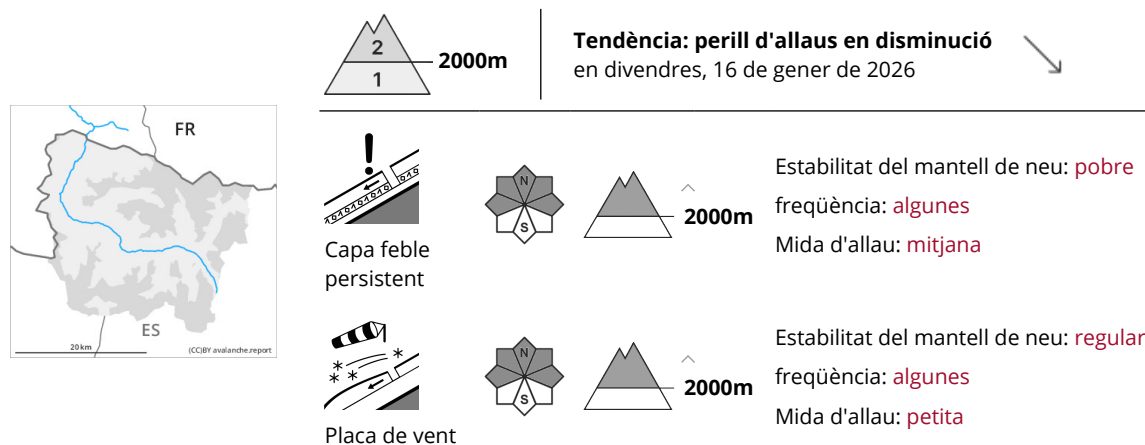 2
1
2000m
Tendència: perill d'allaus en disminució
en divendres, 16 de gener de 2026
FR
ES
20 km
(CC)BY avalanche.report
Capa feble
persistent
N
S
2000m
Estabilitat del mantell de neu: pobre
freqüència: algunes
Mida d'allau: mitjana
Placa de vent
N
S
2000m
Estabilitat del mantell de neu: regular
freqüència: algunes
Mida d'allau: petita